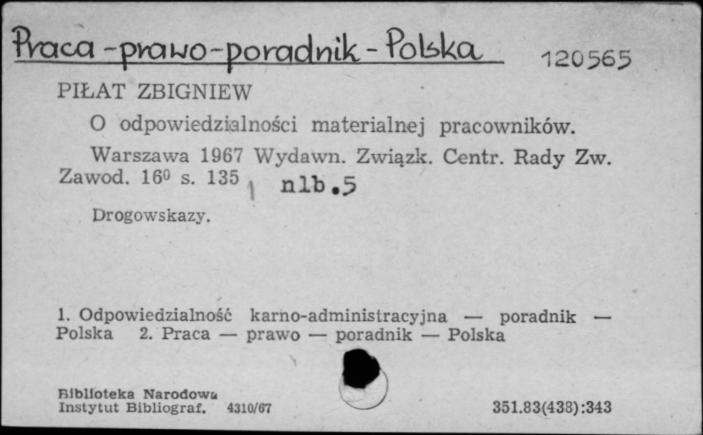 Praca-prawo-poradnik-Polska 120565
PIŁAT ZBIGNIEW
O odpowiedzialności materialnej pracowników.
Warszawa 1967 Wydawn. Związk. Centr. Rady Zw.
Zawod. 16⁰ s. 135, nlb.5
Drogowskazy.
1. Odpowiedzialność karno-administracyjna — poradnik —
Polska 2. Praca — prawo — poradnik — Polska
Biblioteka Narodowa
Instytut Bibliograf. 4310/67 351.83(438):343